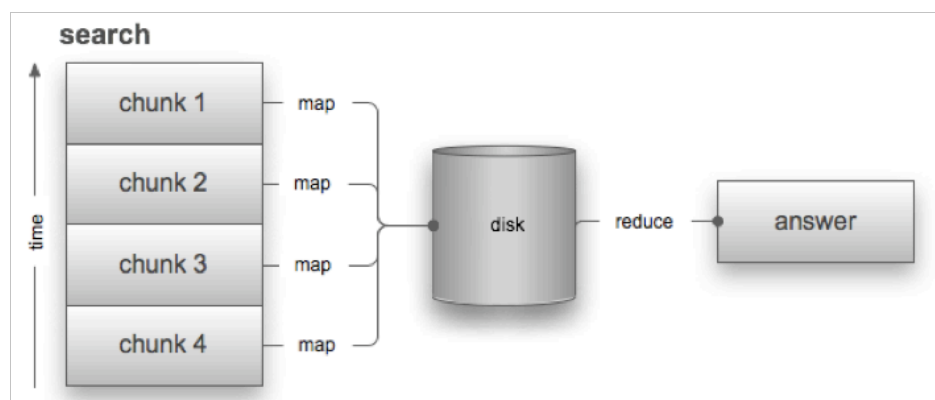 search
chunk 1
map
chunk 2
map
time
disk
reduce
answer
chunk 3
map
chunk 4
map